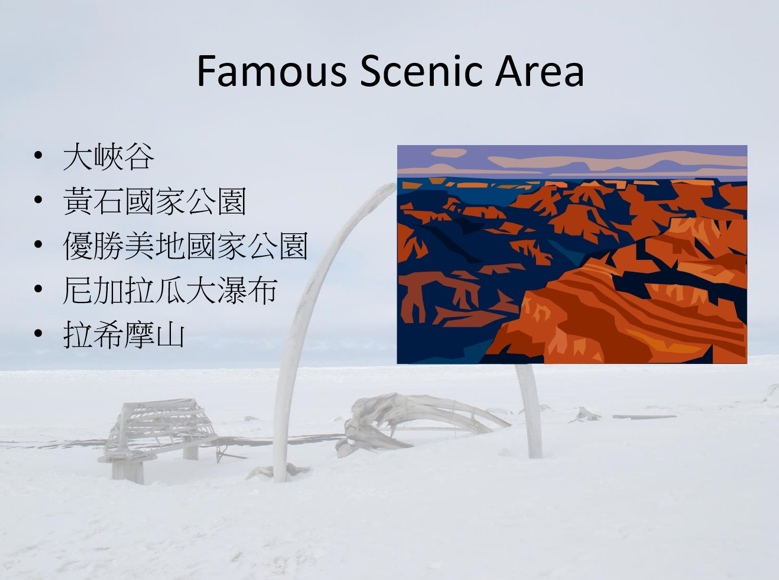 Famous Scenic Area
• 大峽谷
• 黃石國家公園
• 優勝美地國家公園
• 尼加拉瓜大瀑布
• 拉希摩山